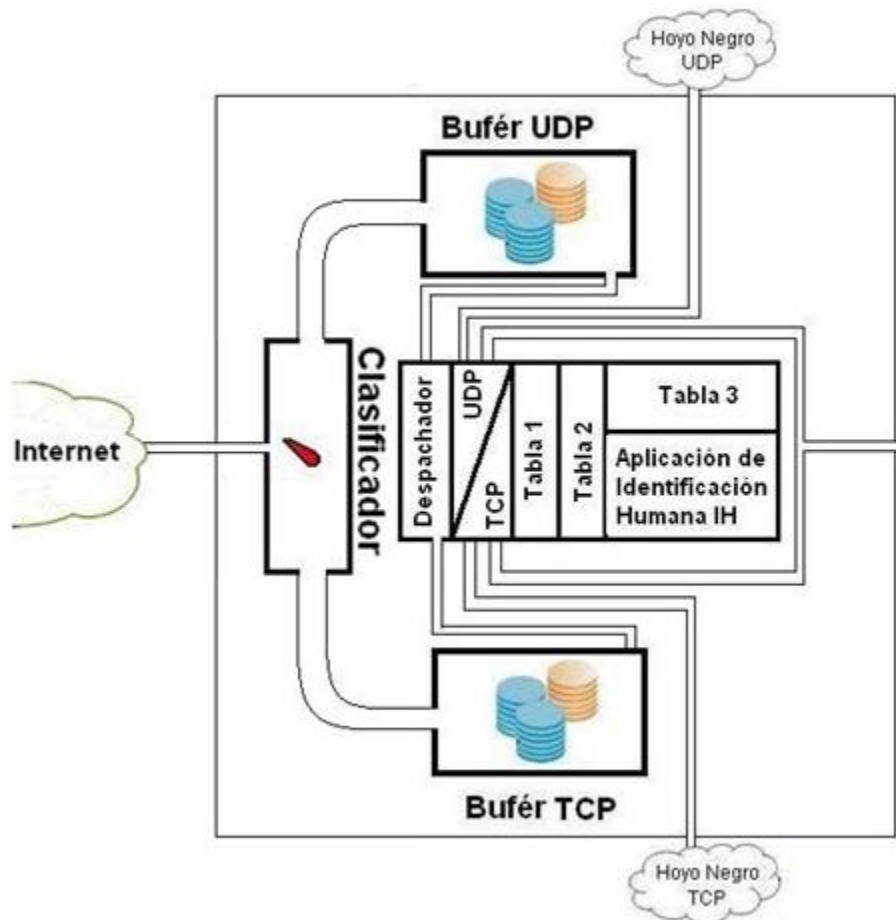 Hoyo Negro
UDP
Bufér UDP
Internet
Clasificador
Despachador
UDP
TCP
Tabla 1
Tabla 2
Tabla 3
Aplicación de
Identificación
Humana IH
Bufér TCP
Hoyo Negro
TCP